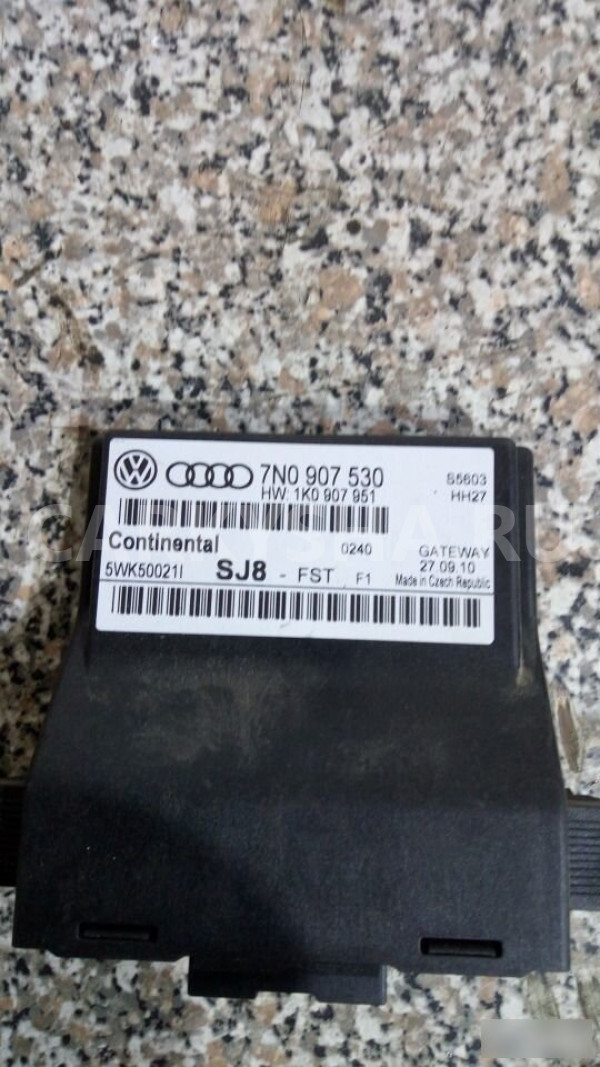 7N0 907 530
HW: 1K0 907 951
S5603
HH27
Continental
0240
GATEWAY
5WK50021I
SJ8 - FST F1
27.09.10
Made in Czech Republic